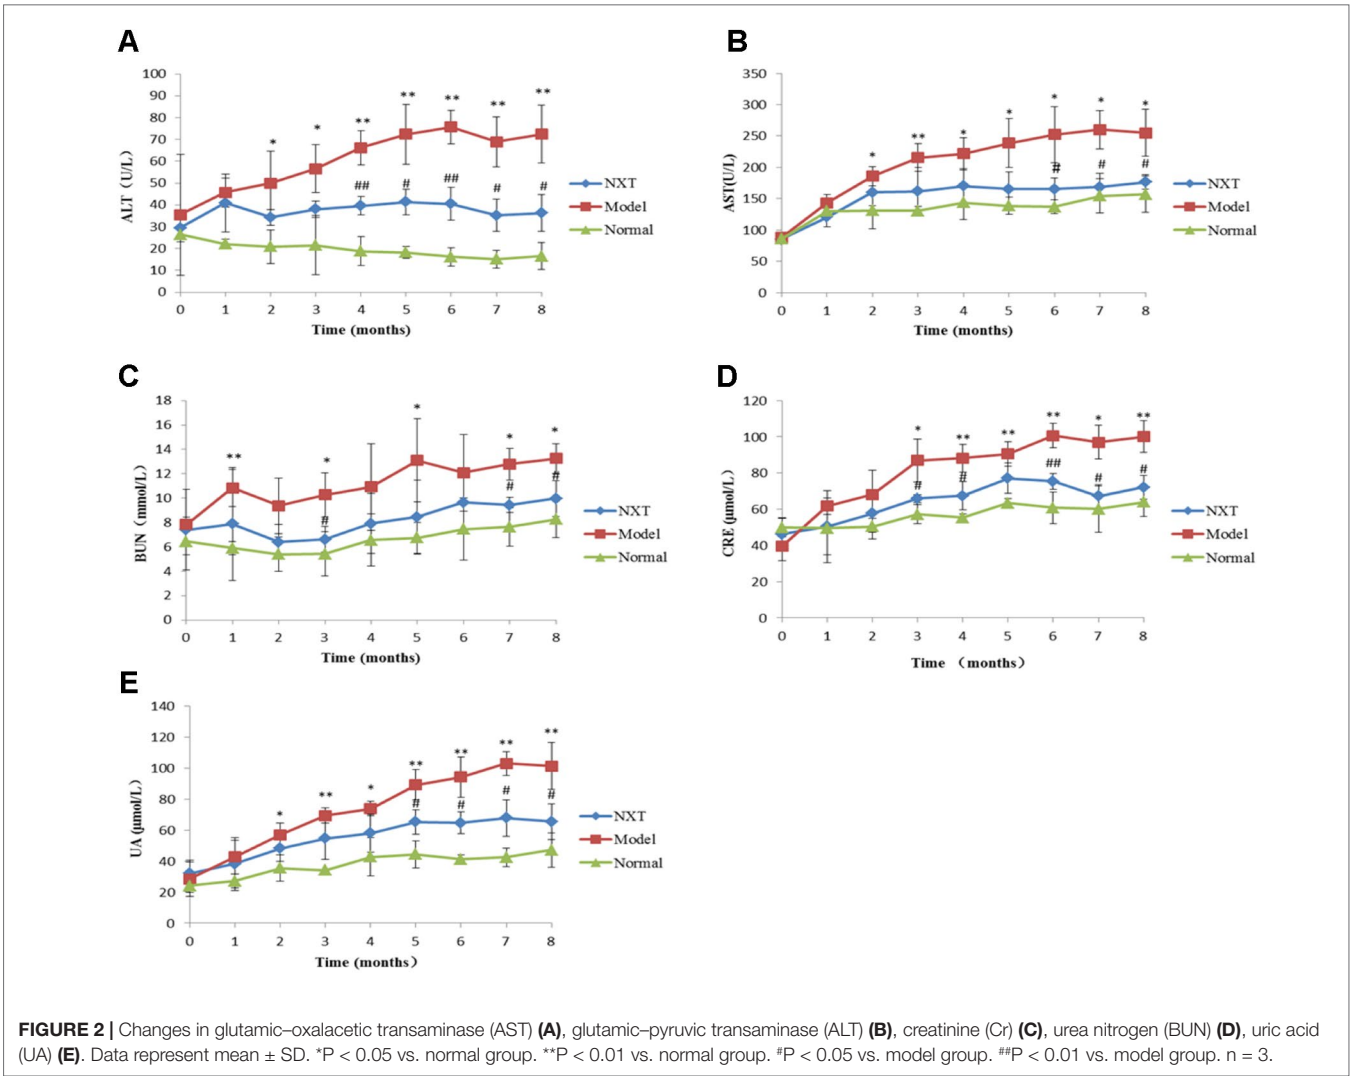 A
ALT (U/L)
100
90
80
70
60
50
40
30
20
10
0
* * ** ** ** ** **
## # ## # #
0 1 2 3 4 5 6 7 8
Time (months)
NXT
Model
Normal
B
AST(U/L)
350
300
250
200
150
100
50
0
* ** * * * * *
# # #
0 1 2 3 4 5 6 7 8
Time (months)
NXT
Model
Normal
C
BUN (mmol/L)
18
16
14
12
10
8
6
4
2
0
** * * * *
# # #
0 1 2 3 4 5 6 7 8
Time (months)
NXT
Model
Normal
D
CRE (μmol/L)
120
100
80
60
40
20
0
* ** ** ** * **
# # ## # #
0 1 2 3 4 5 6 7 8
Time (months)
NXT
Model
Normal
E
UA (μmol/L)
140
120
100
80
60
40
20
0
* ** * ** ** ** **
# # # #
0 1 2 3 4 5 6 7 8
Time (months)
NXT
Model
Normal
FIGURE 2 | Changes in glutamic–oxalacetic transaminase (AST) (A), glutamic–pyruvic transaminase (ALT) (B), creatinine (Cr) (C), urea nitrogen (BUN) (D), uric acid
(UA) (E). Data represent mean ± SD. *P < 0.05 vs. normal group. **P < 0.01 vs. normal group. #P < 0.05 vs. model group. ##P < 0.01 vs. model group. n = 3.